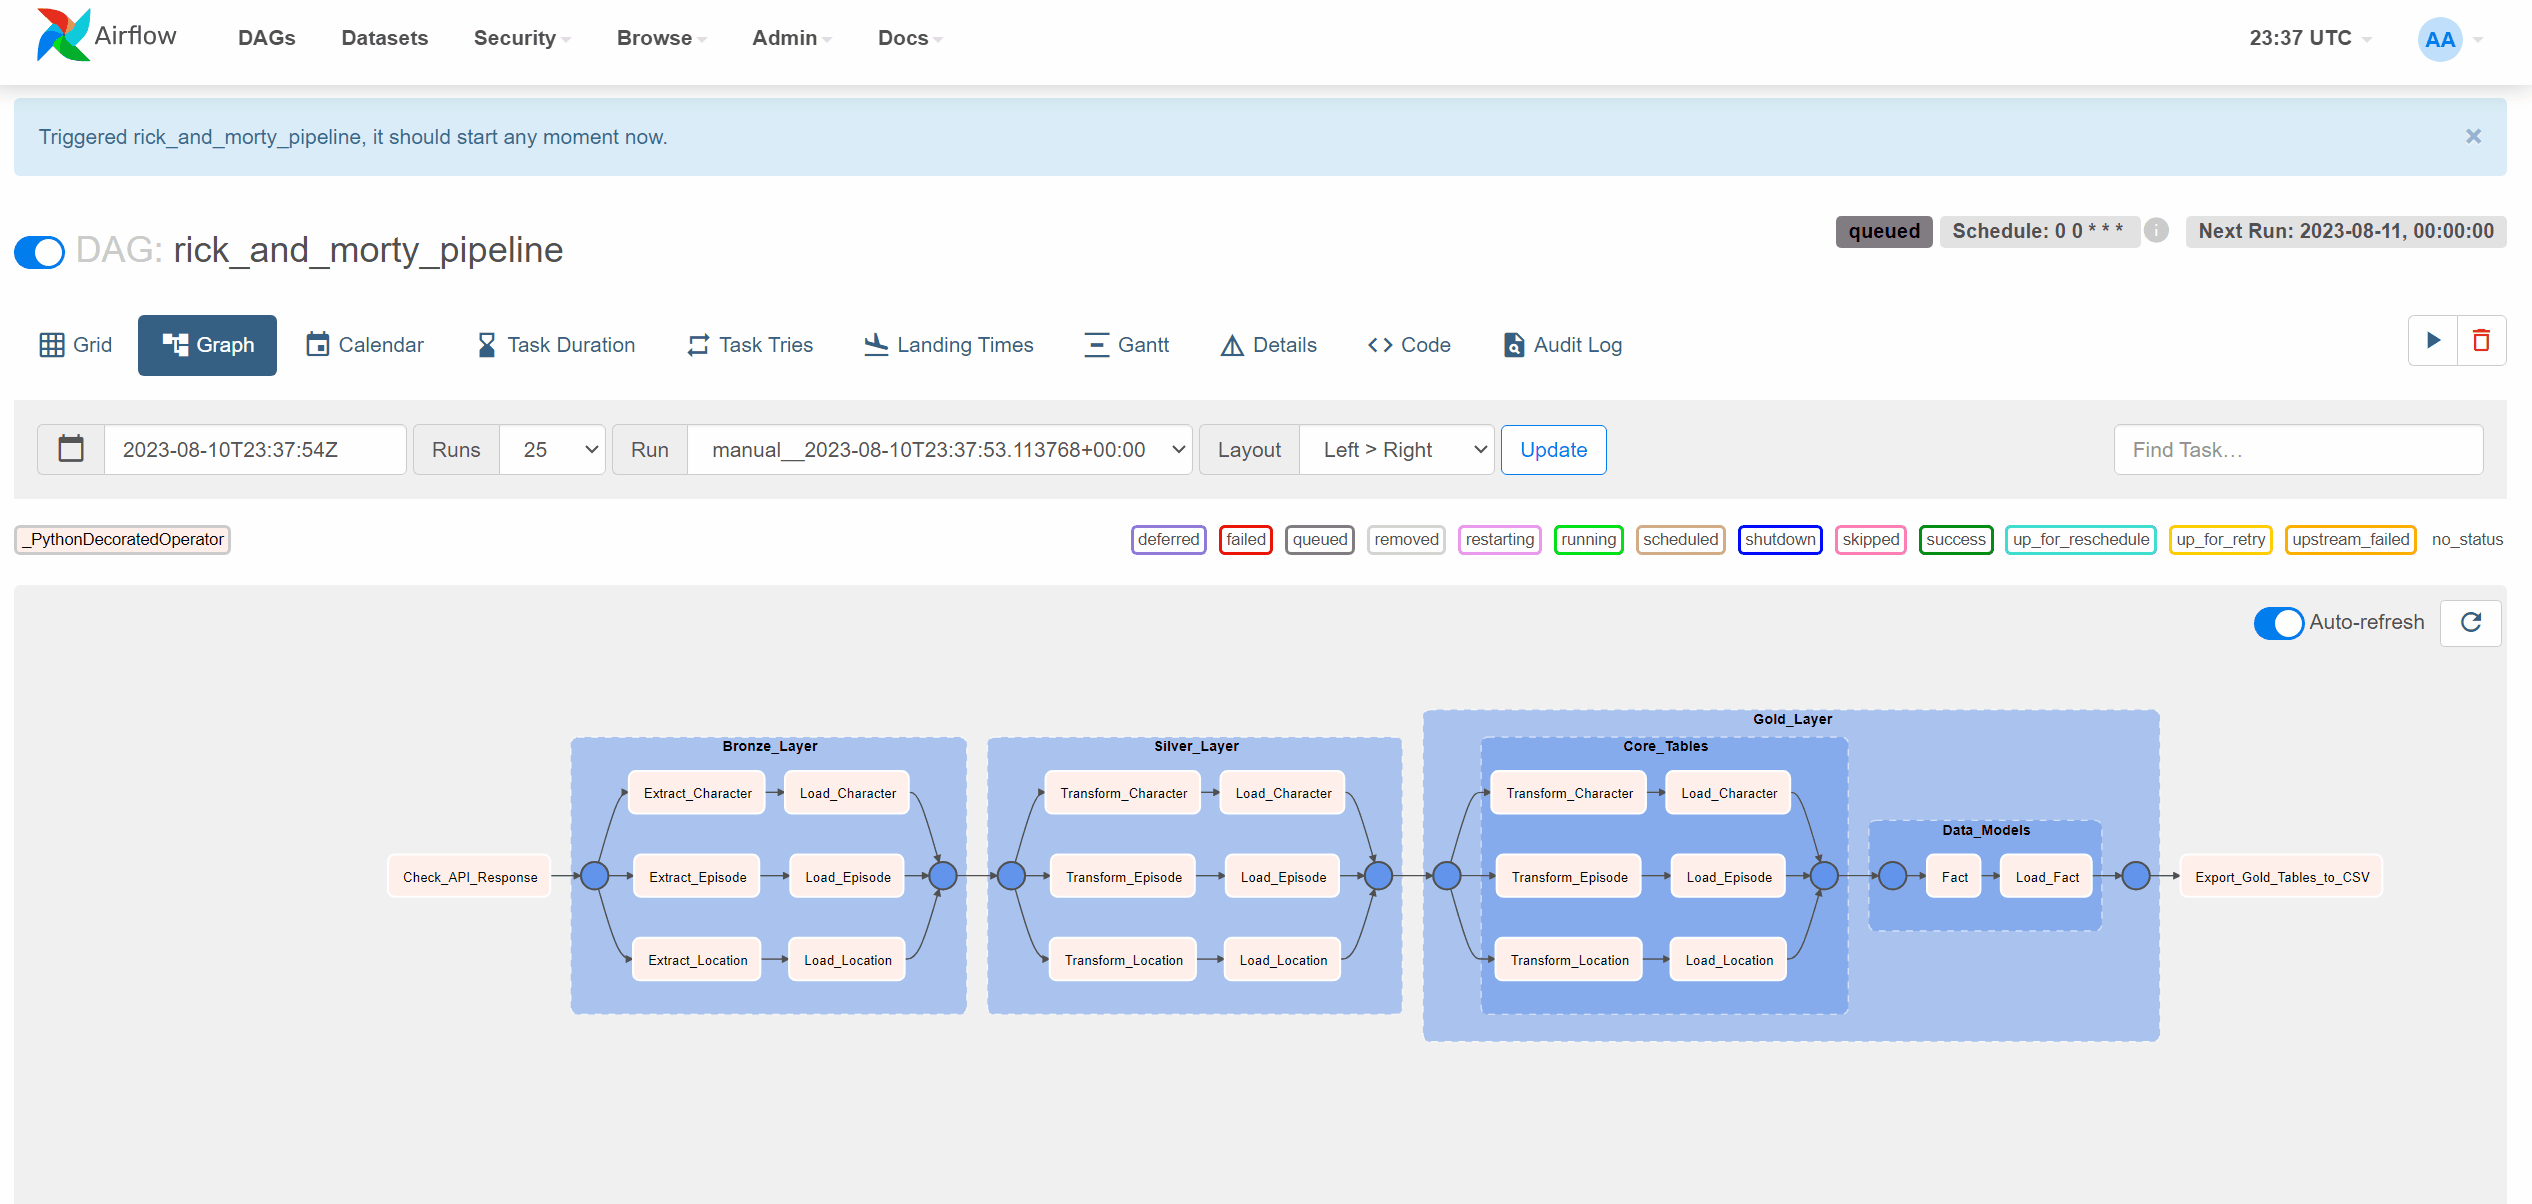 Airflow DAGs Datasets Security Browse Admin Docs 23:37 UTC AA
Triggered rick_and_morty_pipeline, it should start any moment now. ×
queued Schedule: 0 0 * * * i Next Run: 2023-08-11, 00:00:00
DAG: rick_and_morty_pipeline
Grid Graph Calendar Task Duration Task Tries Landing Times Gantt Details Code Audit Log
2023-08-10T23:37:54Z Runs 25 Run manual__2023-08-10T23:37:53.113768+00:00 Layout Left > Right Update Find Task…
_PythonDecoratedOperator deferred failed queued removed restarting running scheduled shutdown skipped success up_for_reschedule up_for_retry upstream_failed no_status
Auto-refresh
Gold_Layer
Bronze_Layer Silver_Layer Core_Tables
Extract_Character Load_Character Transform_Character Load_Character Transform_Character Load_Character
Data_Models
Check_API_Response Extract_Episode Load_Episode Transform_Episode Load_Episode Transform_Episode Load_Episode Fact Load_Fact Export_Gold_Tables_to_CSV
Extract_Location Load_Location Transform_Location Load_Location Transform_Location Load_Location